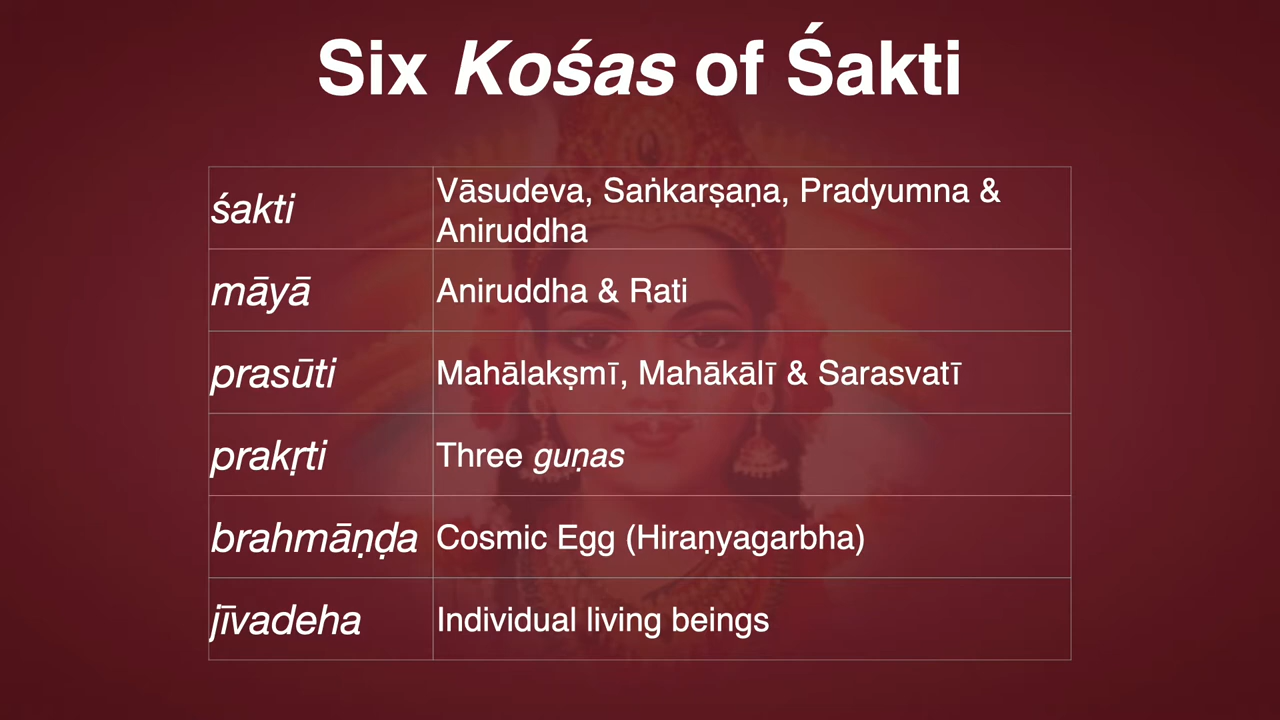 Six Kośas of Śakti
śakti
Vāsudeva, Saṅkarṣaṇa, Pradyumna &
Aniruddha
māyā
Aniruddha & Rati
prasūti
Mahālakṣmī, Mahākālī & Sarasvatī
prakṛti
Three guṇas
brahmāṇḍa
Cosmic Egg (Hiraṇyagarbha)
jīvadeha
Individual living beings